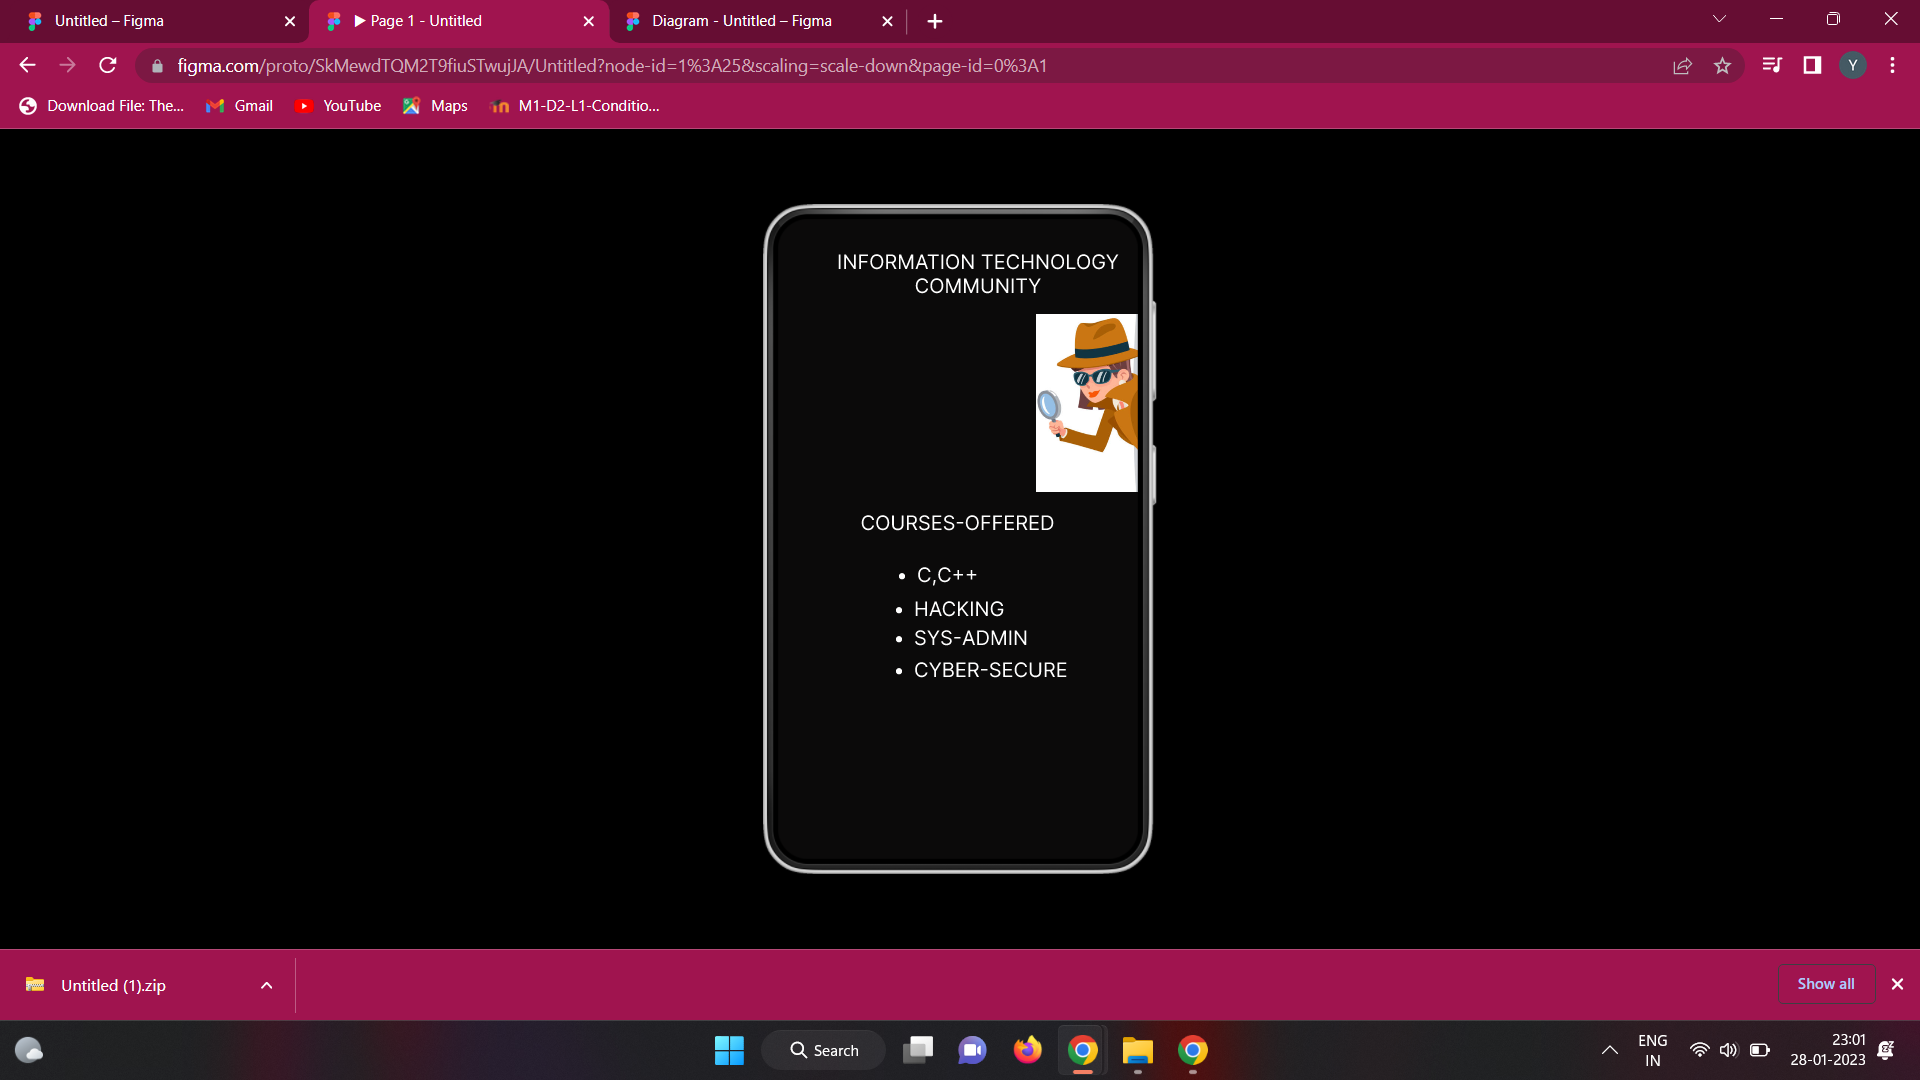 Untitled – Figma
▶ Page 1 - Untitled
Diagram - Untitled – Figma
figma.com/proto/SkMewdTQM2T9fiuSTwujJA/Untitled?node-id=1%3A25&scaling=scale-down&page-id=0%3A1
Y
Download File: The...
Gmail
YouTube
Maps
M1-D2-L1-Conditio...
INFORMATION TECHNOLOGY
COMMUNITY
COURSES-OFFERED
• C,C++
• HACKING
• SYS-ADMIN
• CYBER-SECURE
Untitled (1).zip
Show all
Search
ENG
IN
23:01
28-01-2023